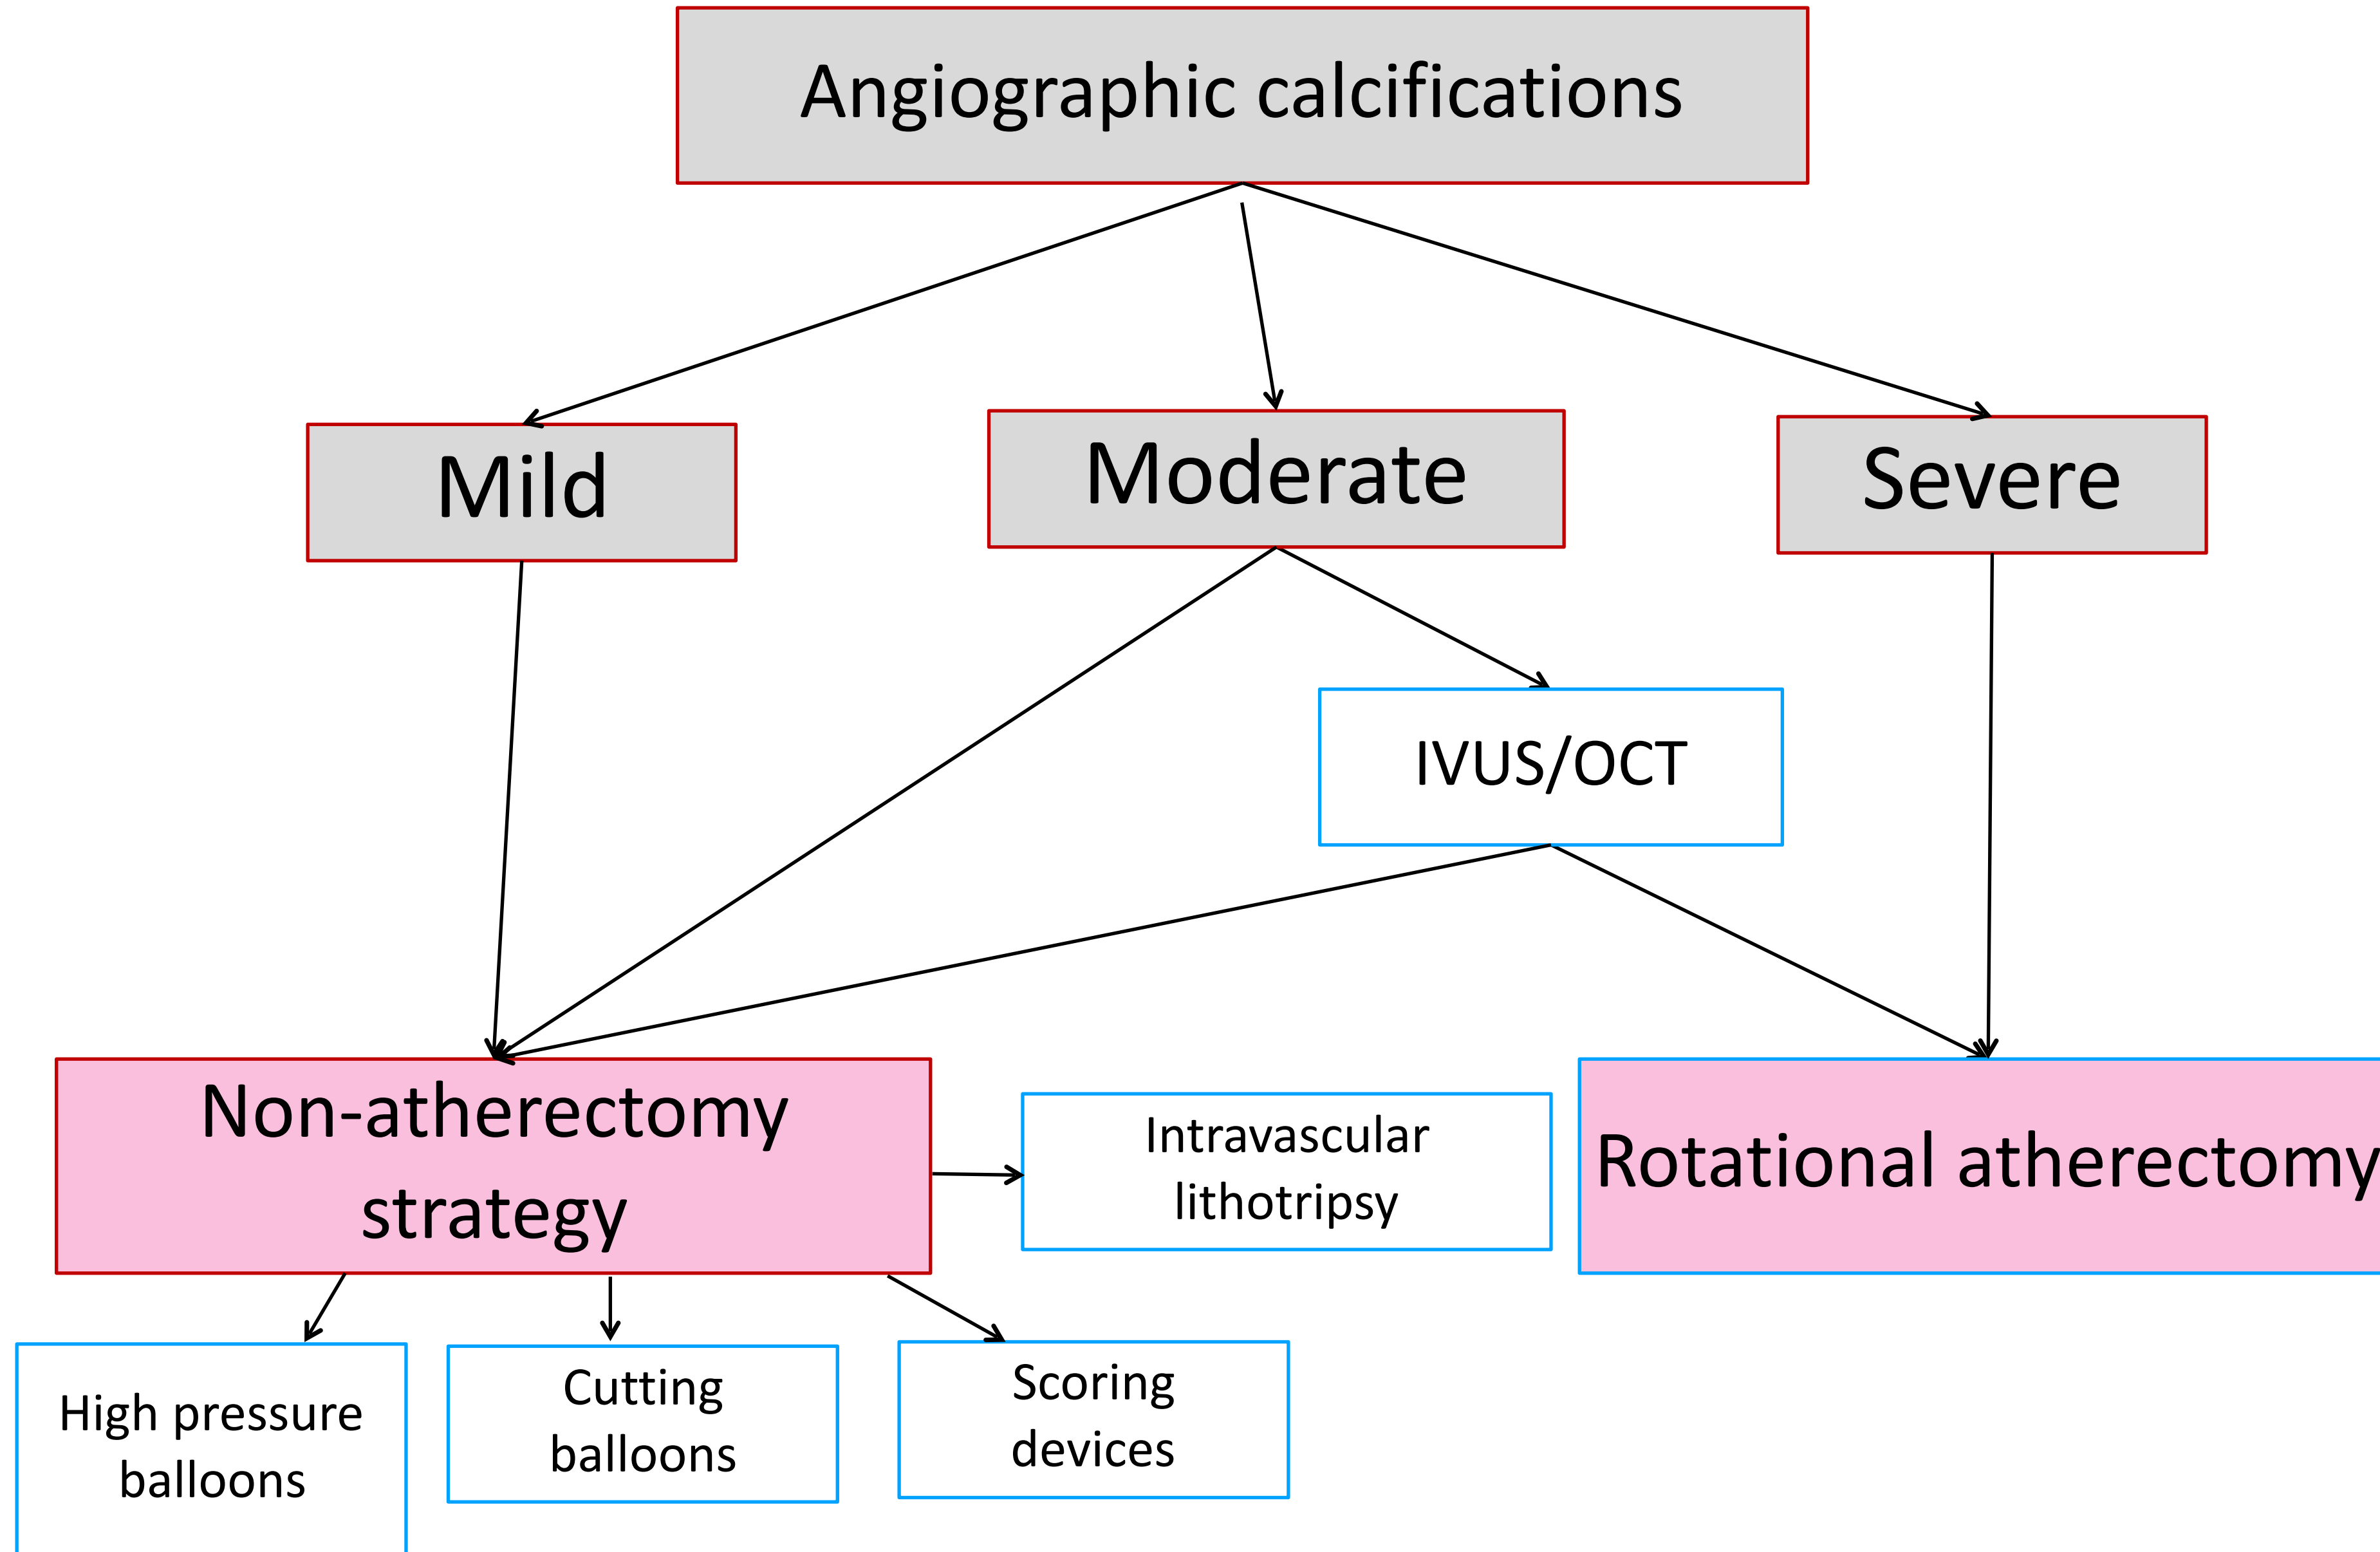 Angiographic calcifications
Mild
Moderate
Severe
IVUS/OCT
Non-atherectomy
strategy
Intravascular
lithotripsy
Rotational atherectomy
High pressure
balloons
Cutting
balloons
Scoring
devices